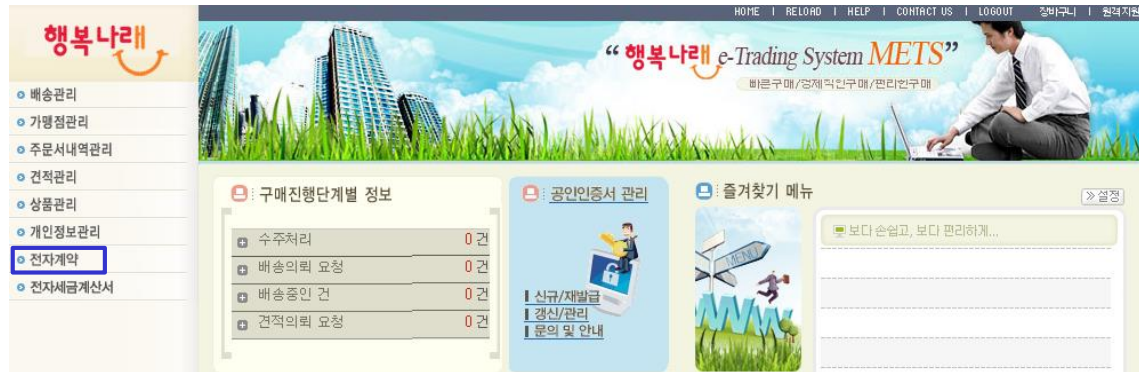 HOME | RELOAD | HELP | CONTACT US | LOGOUT 장바구니 | 원격지원
행복나래
“ 행복나래 e-Trading System METS”
빠른구매/경제적인구매/편리한구매
배송관리
가맹점관리
주문서내역관리
견적관리
상품관리
개인정보관리
전자계약
전자세금계산서
구매진행단계별 정보
수주처리 0 건
배송의뢰 요청 0 건
배송중인 건 0 건
견적의뢰 요청 0 건
공인인증서 관리
신규/재발급
갱신/관리
문의 및 안내
즐겨찾기 메뉴
설정
MENU
보다 손쉽고, 보다 편리하게...